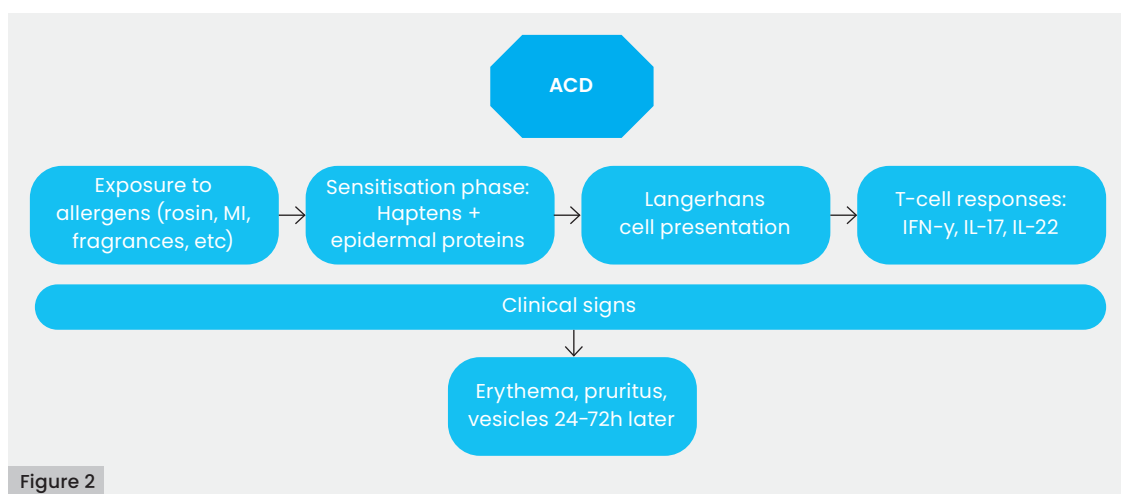 ACD
Exposure to
allergens (rosin, MI,
fragrances, etc)
Sensitisation phase:
Haptens +
epidermal proteins
Langerhans
cell presentation
T-cell responses:
IFN-y, IL-17, IL-22
Clinical signs
Erythema, pruritus,
vesicles 24-72h later
Figure 2